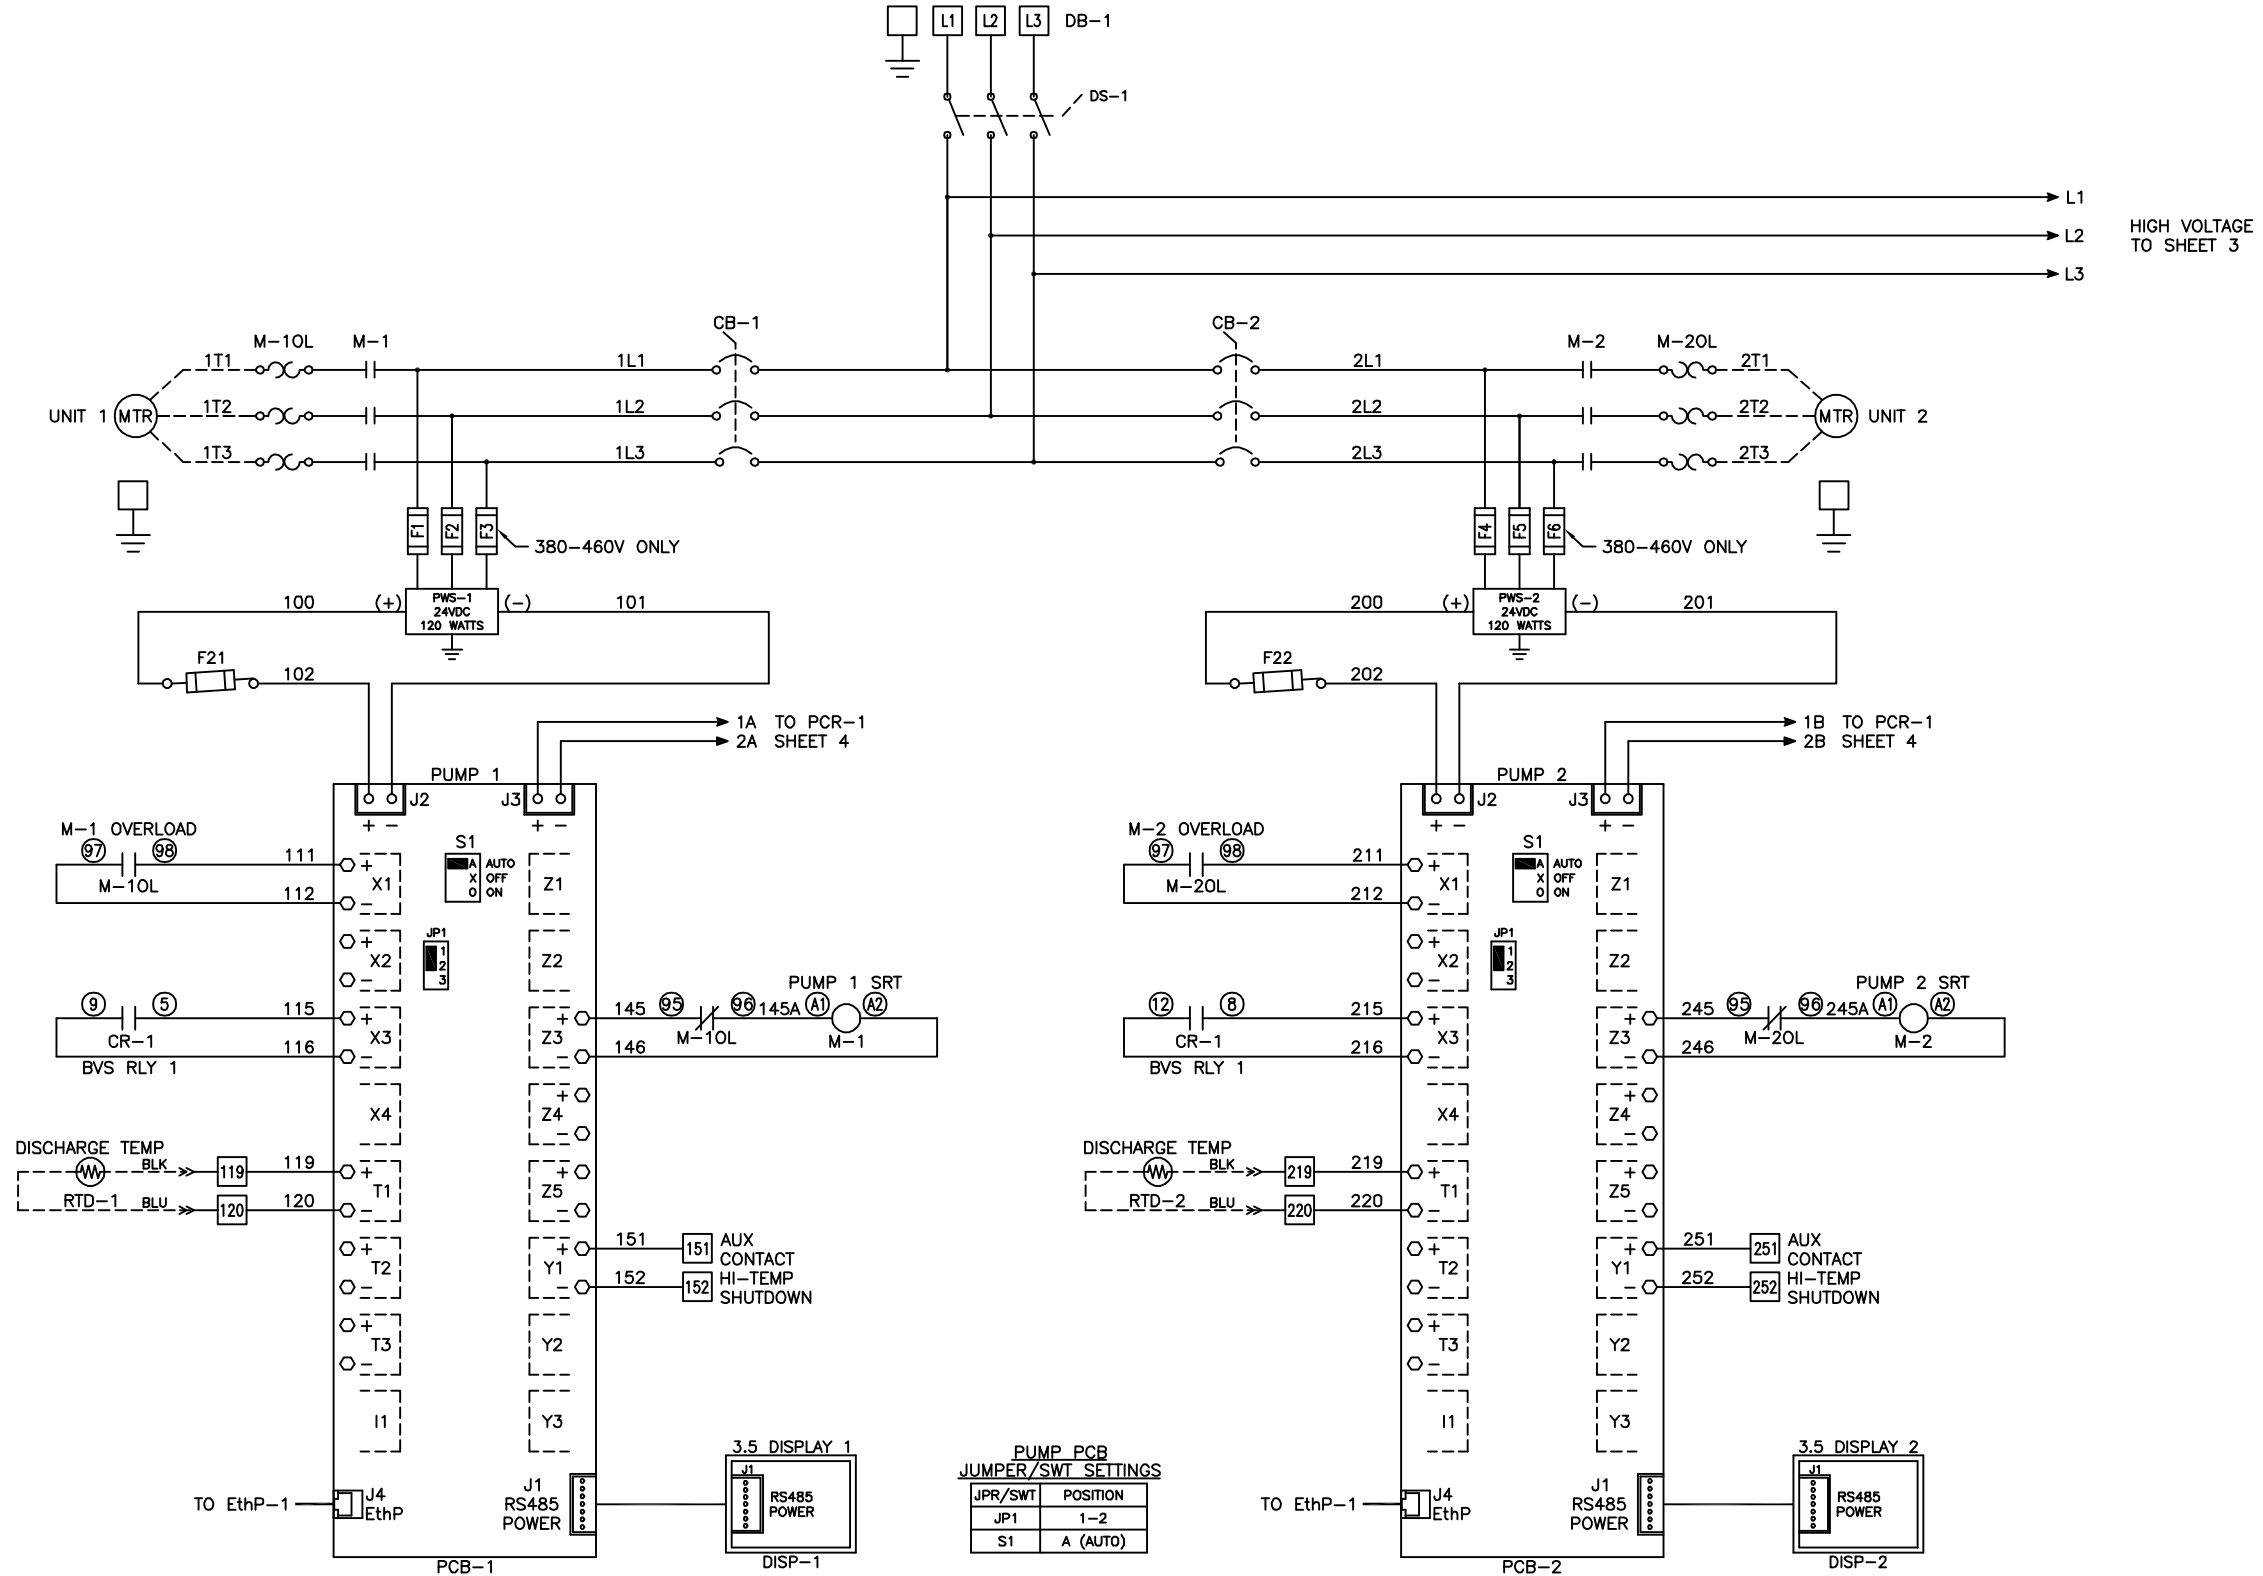 L1 L2 L3 DB-1
DS-1
L1
L2
L3
HIGH VOLTAGE
TO SHEET 3
CB-1
CB-2
M-1OL
M-1
M-2
M-2OL
1T1
1L1
2L1
2T1
UNIT 1
MTR
1T2
1L2
2L2
2T2
MTR
UNIT 2
1T3
1L3
2L3
2T3
F1 F2 F3
380-460V ONLY
F4 F5 F6
380-460V ONLY
100
(+)
PWS-1
24VDC
120 WATTS
(-)
101
200
(+)
PWS-2
24VDC
120 WATTS
(-)
201
F21
102
F22
202
1A TO PCR-1
2A SHEET 4
1B TO PCR-1
2B SHEET 4
PUMP 1
J2
J3
+ -
+ -
M-1 OVERLOAD
97
98
M-1OL
111
112
+
X1
-
S1
A AUTO
X OFF
O ON
Z1
JP1
1
2
3
+
X2
-
Z2
9
5
CR-1
BVS RLY 1
115
116
+
X3
-
+
Z3
-
145
146
95
96
M-1OL
145A
PUMP 1 SRT
A1
A2
M-1
X4
+
Z4
-
DISCHARGE TEMP
BLK
RTD-1
BLU
119
120
119
120
+
T1
-
+
Z5
-
+
T2
-
+
Y1
-
151
152
151
152
AUX
CONTACT
HI-TEMP
SHUTDOWN
+
T3
-
Y2
I1
Y3
TO EthP-1
J4
EthP
J1
RS485
POWER
PCB-1
3.5 DISPLAY 1
J1
RS485
POWER
DISP-1
PUMP PCB
JUMPER/SWT SETTINGS
JPR/SWT POSITION
JP1 1-2
S1 A (AUTO)
PUMP 2
J2
J3
+ -
+ -
M-2 OVERLOAD
97
98
M-2OL
211
212
+
X1
-
S1
A AUTO
X OFF
O ON
Z1
JP1
1
2
3
+
X2
-
Z2
12
8
CR-1
BVS RLY 1
215
216
+
X3
-
+
Z3
-
245
246
95
96
M-2OL
245A
PUMP 2 SRT
A1
A2
M-2
X4
+
Z4
-
DISCHARGE TEMP
BLK
RTD-2
BLU
219
220
219
220
+
T1
-
+
Z5
-
+
T2
-
+
Y1
-
251
252
251
252
AUX
CONTACT
HI-TEMP
SHUTDOWN
+
T3
-
Y2
I1
Y3
TO EthP-1
J4
EthP
J1
RS485
POWER
PCB-2
3.5 DISPLAY 2
J1
RS485
POWER
DISP-2